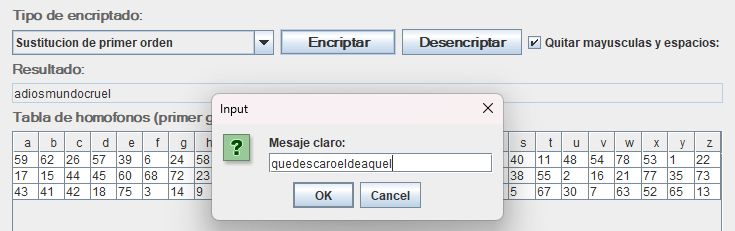 Tipo de encriptado:
Sustitucion de primer orden Encriptar Desencriptar Quitar mayusculas y espacios:
Resultado:
adiosmundocruel
Tabla de homofonos (primer g
a b c d e f g h s t u v w x y z
59 62 26 57 39 6 24 58 40 11 48 54 78 53 1 22
17 15 44 45 60 68 72 23 38 55 2 16 21 77 35 73
43 41 42 18 75 3 14 9 5 67 30 7 63 52 65 13
Input
Mesaje claro:
quedescaroeldeaquel
OK Cancel